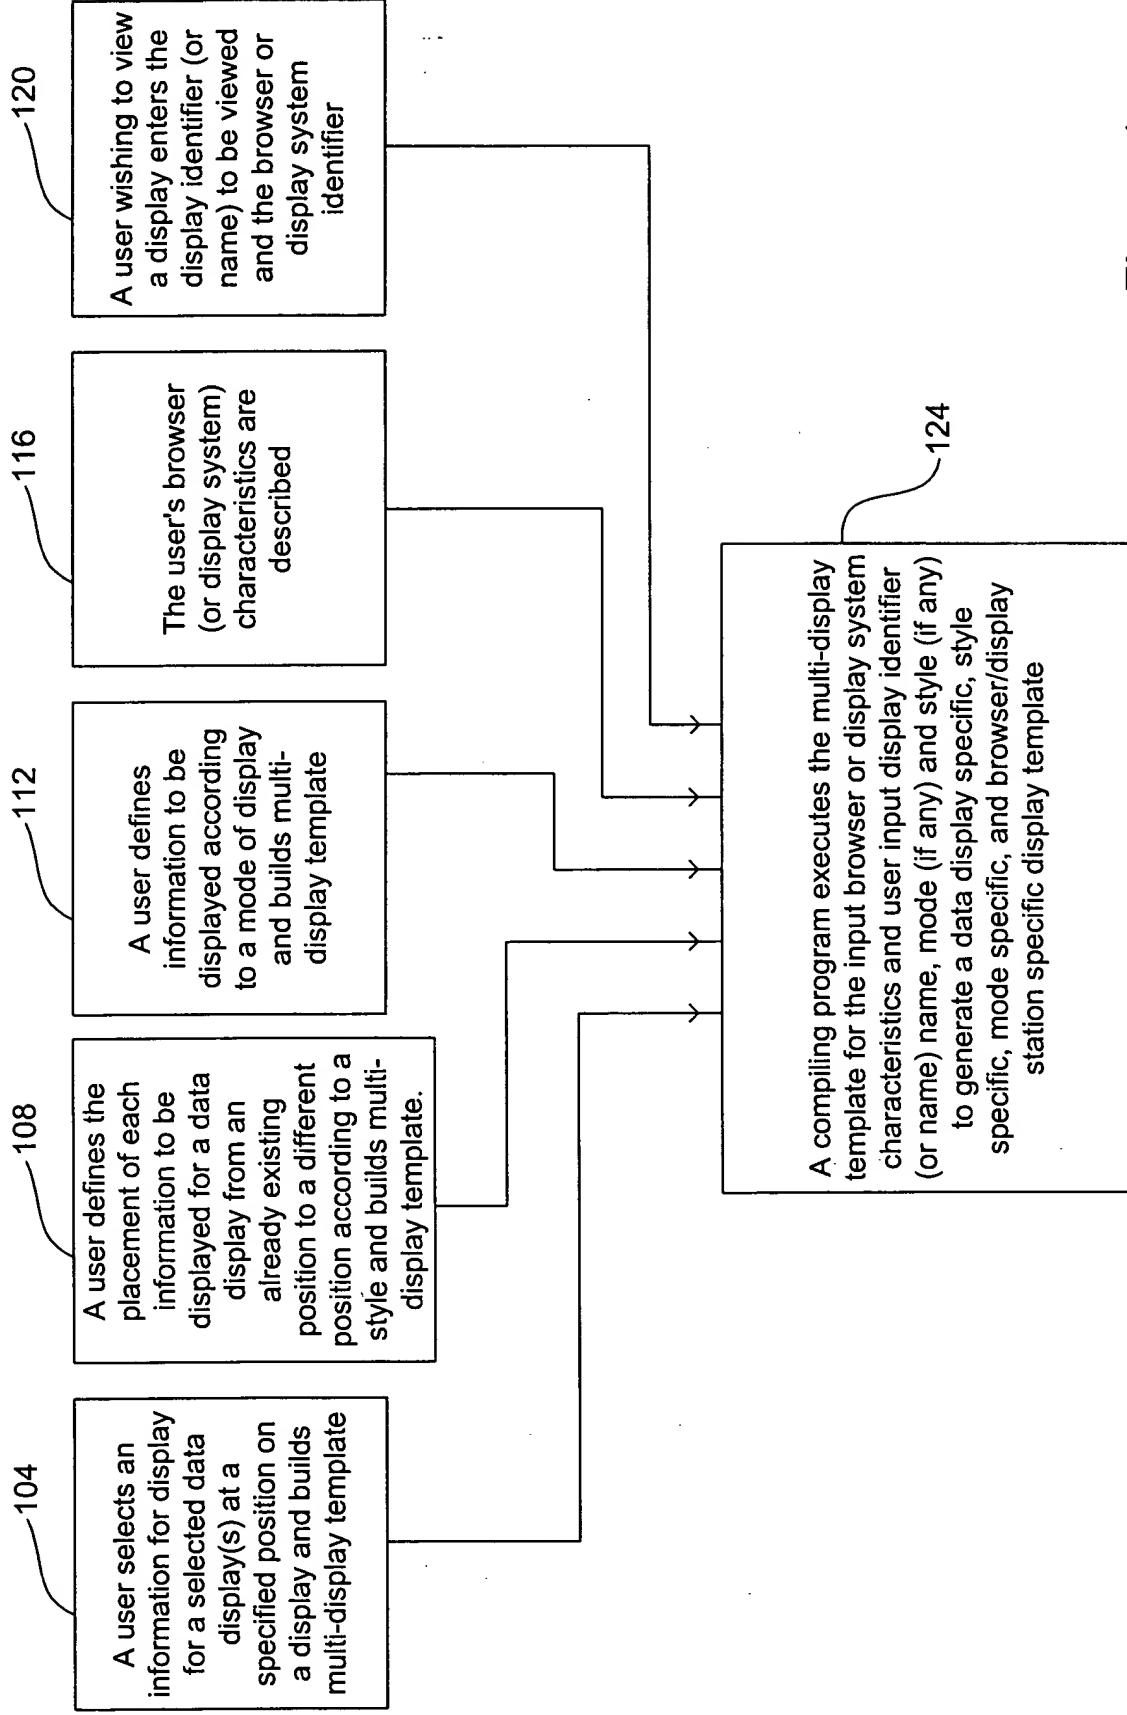 104
A user selects an
information for display
for a selected data
display(s) at a
specified position on
a display and builds
multi-display template
108
A user defines the
placement of each
information to be
displayed for a data
display from an
already existing
position to a different
position according to a
style and builds multi-
display template.
112
A user defines
information to be
displayed according
to a mode of display
and builds multi-
display template
116
The user's browser
(or display system)
characteristics are
described
120
A user wishing to view
a display enters the
display identifier (or
name) to be viewed
and the browser or
display system
identifier
124
A compiling program executes the multi-display
template for the input browser or display system
characteristics and user input display identifier
(or name) name, mode (if any) and style (if any)
to generate a data display specific, style
specific, mode specific, and browser/display
station specific display template